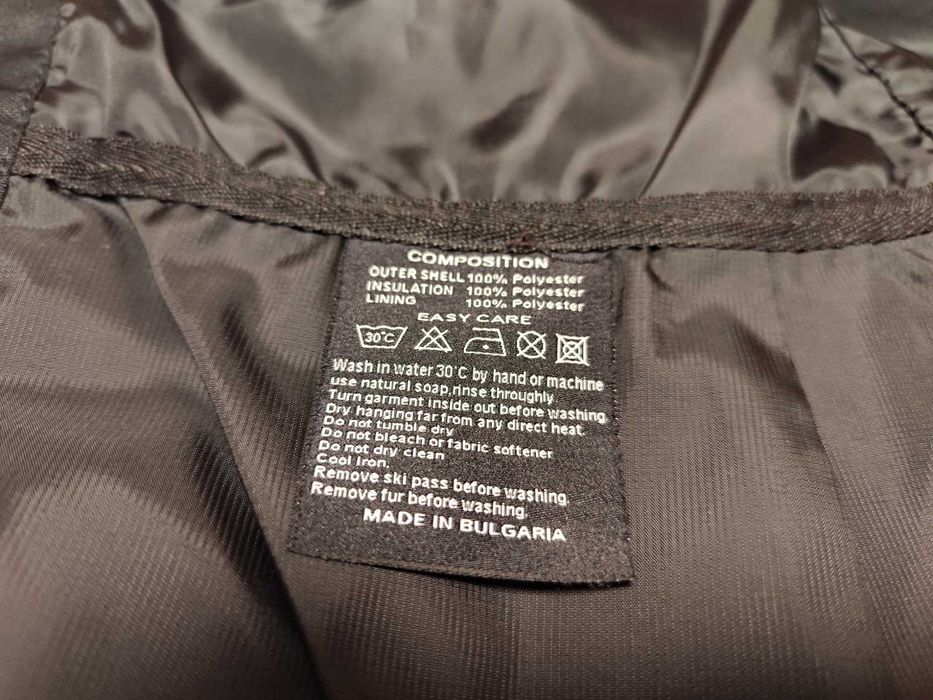 COMPOSITION
OUTER SHELL 100% Polyester
INSULATION 100% Polyester
LINING 100% Polyester
EASY CARE
30°C
Wash in water 30°C by hand or machine
use natural soap,rinse throughly
Turn garment inside out before washing.
Dry hanging far from any direct heat.
Do not tumble dry
Do not bleach or fabric softener
Do not dry clean
Cool iron.
Remove ski pass before washing.
Remove fur before washing.
MADE IN BULGARIA